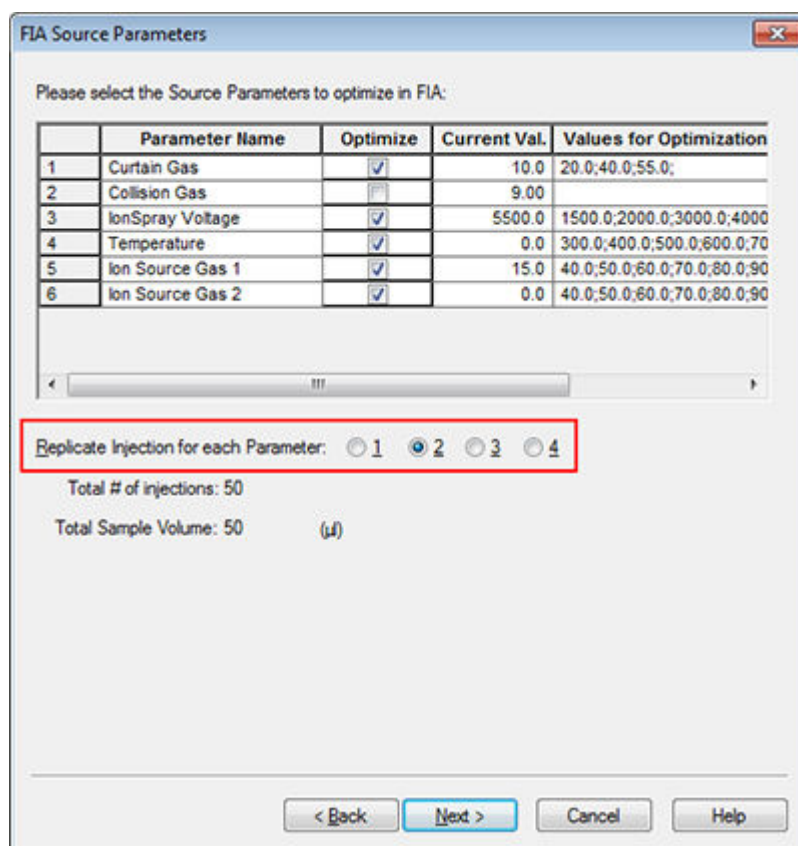 FIA Source Parameters
Please select the Source Parameters to optimize in FIA:
Parameter Name Optimize Current Val. Values for Optimization
1 Curtain Gas 10.0 20.0;40.0;55.0;
2 Collision Gas 9.00
3 IonSpray Voltage 5500.0 1500.0;2000.0;3000.0;4000
4 Temperature 0.0 300.0;400.0;500.0;600.0;70
5 Ion Source Gas 1 15.0 40.0;50.0;60.0;70.0;80.0;90
6 Ion Source Gas 2 0.0 40.0;50.0;60.0;70.0;80.0;90
Replicate Injection for each Parameter: 1 2 3 4
Total # of injections: 50
Total Sample Volume: 50 (µl)
< Back Next > Cancel Help